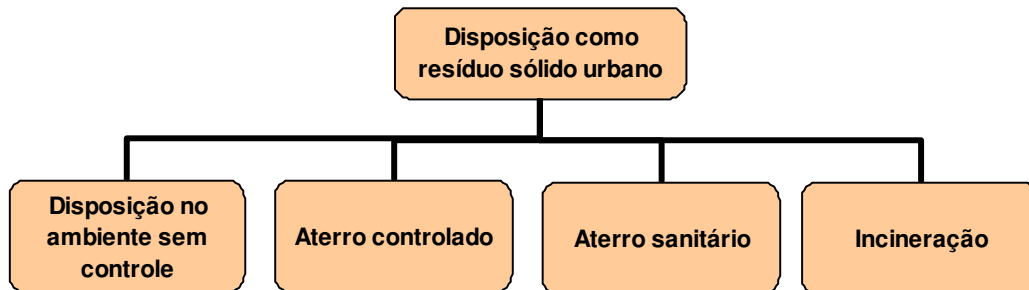 Disposição como
resíduo sólido urbano
Disposição no
ambiente sem
controle
Aterro controlado
Aterro sanitário
Incineração